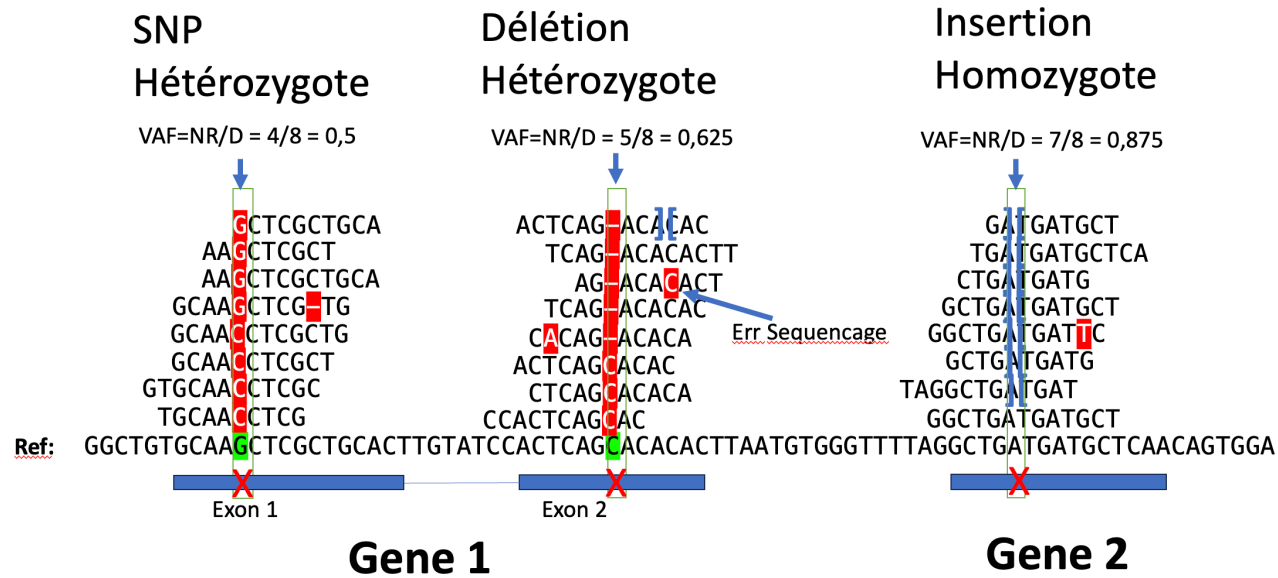 SNP
Hétérozygote
VAF=NR/D = 4/8 = 0,5
GCTCGCTGCA
AAGCTCGCT
AAGCTCGCTGCA
GCAAGCTCG–TG
GCAACCTCGCTG
GCAACCTCGCT
GTGCAACCTCGC
TGCAACCTCG
Délétion
Hétérozygote
VAF=NR/D = 5/8 = 0,625
ACTCAG–ACACAC
TCAG–ACACACTT
AG–ACACACT
TCAG–ACACAC
CACAG–ACACA
ACTCAGCACAC
CTCAGCACACA
CCACTCAGCAC
Err Sequencage
Insertion
Homozygote
VAF=NR/D = 7/8 = 0,875
GATGATGCT
TGATGATGCTCA
CTGATGATG
GCTGATGATGCT
GGCTGATGATTC
GCTGATGATG
TAGGCTGATGAT
GGCTGATGATGCT
Ref: GGCTGTGCAAGCTCGCTGCACTTGTATCCACTCAGCACACACTTAATGTGGGTTTTAGGCTGATGATGCTCAACAGTGGA
X X X
Exon 1 Exon 2
Gene 1 Gene 2